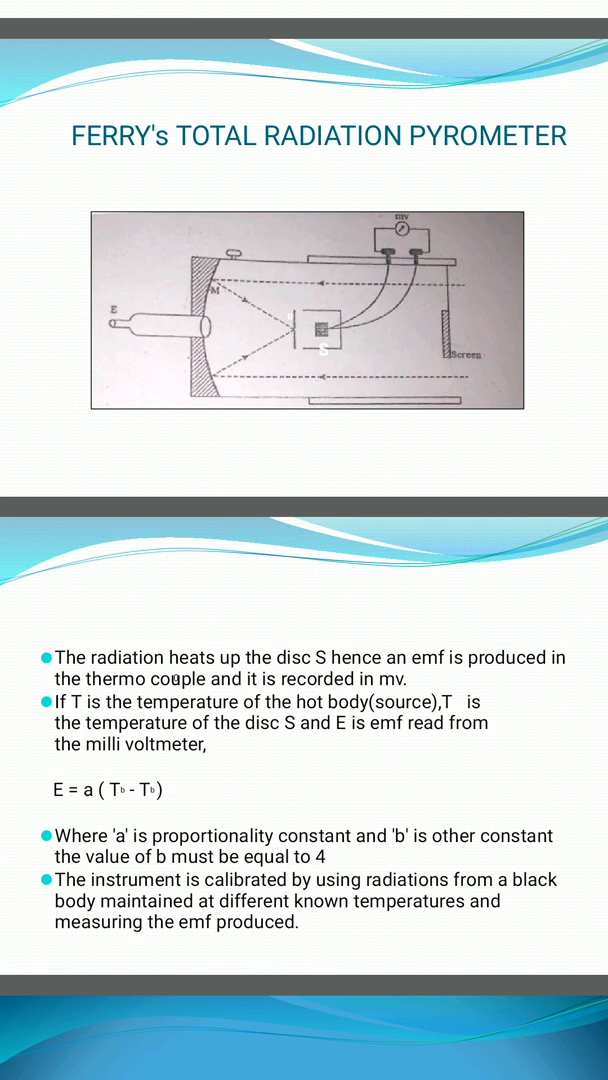 FERRY's TOTAL RADIATION PYROMETER
mv
M
E
S
Screen
●The radiation heats up the disc S hence an emf is produced in
the thermo couple and it is recorded in mv.
●If T is the temperature of the hot body(source),T is
the temperature of the disc S and E is emf read from
the milli voltmeter,
E = a ( Tᵇ - Tᵇ)
●Where 'a' is proportionality constant and 'b' is other constant
the value of b must be equal to 4
●The instrument is calibrated by using radiations from a black
body maintained at different known temperatures and
measuring the emf produced.